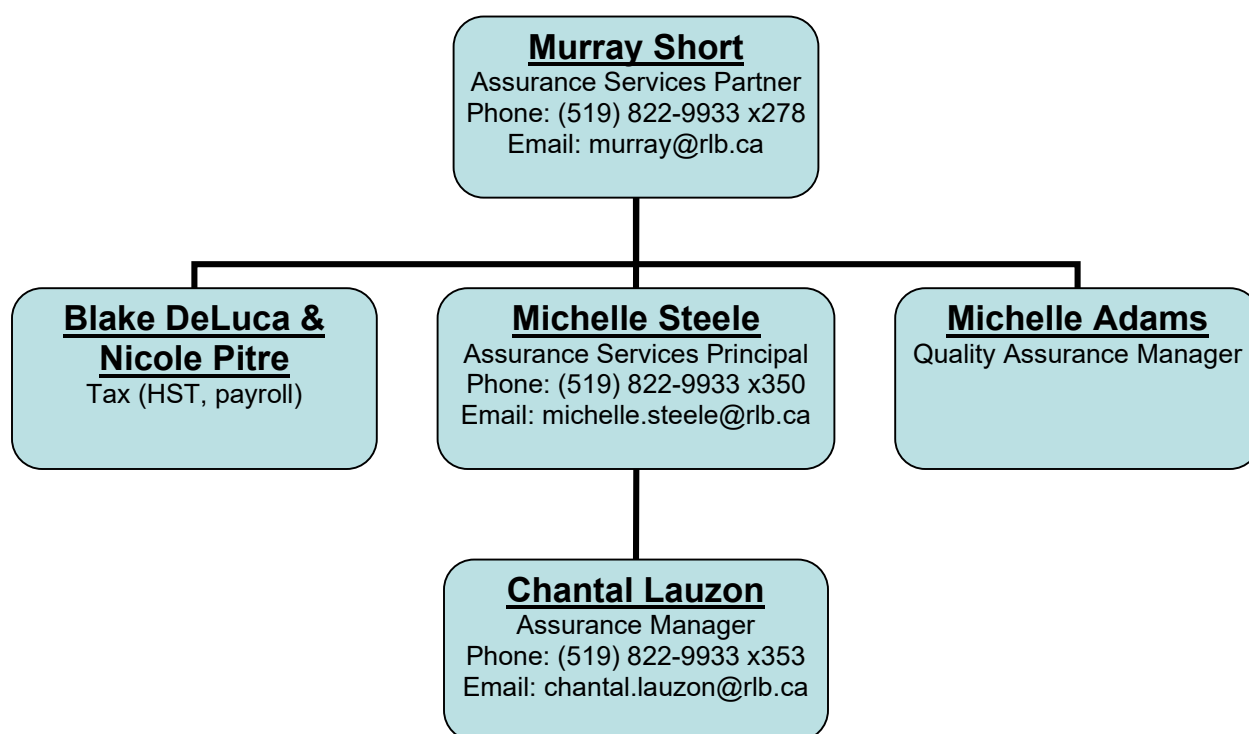 Murray Short
Assurance Services Partner
Phone: (519) 822-9933 x278
Email: murray@rlb.ca
Blake DeLuca &
Nicole Pitre
Tax (HST, payroll)
Michelle Steele
Assurance Services Principal
Phone: (519) 822-9933 x350
Email: michelle.steele@rlb.ca
Michelle Adams
Quality Assurance Manager
Chantal Lauzon
Assurance Manager
Phone: (519) 822-9933 x353
Email: chantal.lauzon@rlb.ca